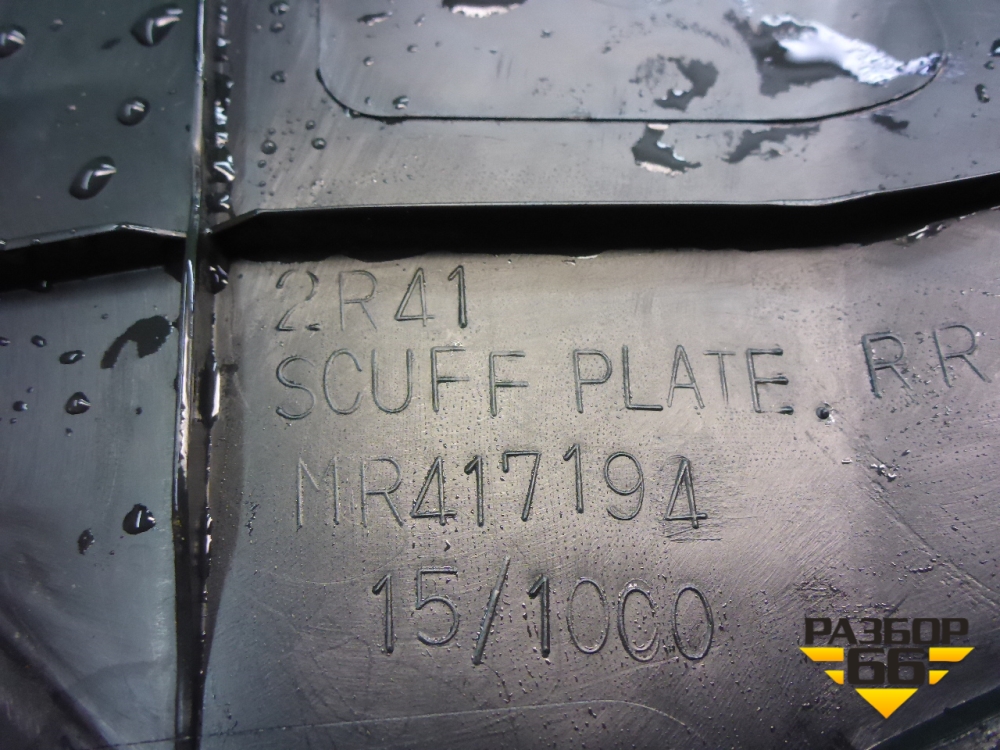 2R41
SCUFF PLATE. RR
MR417194
15/1000
РАЗБОР
66